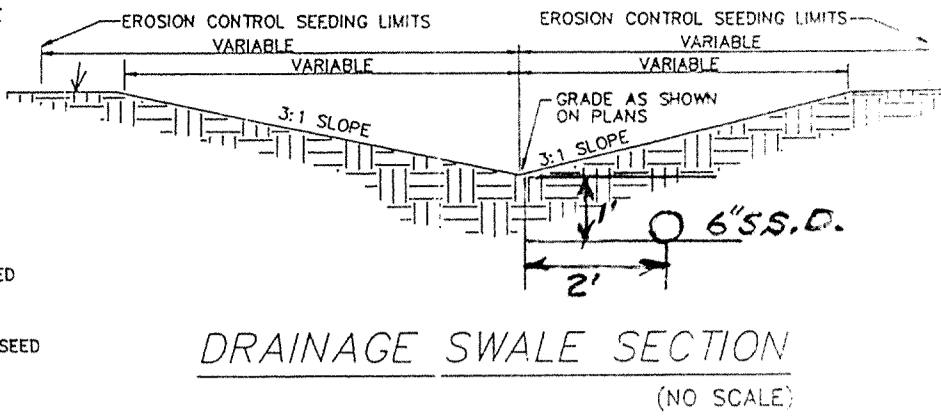 EROSION CONTROL SEEDING LIMITS
EROSION CONTROL SEEDING LIMITS
VARIABLE
VARIABLE
VARIABLE
VARIABLE
GRADE AS SHOWN
ON PLANS
3:1 SLOPE
3:1 SLOPE
1'
6" S.S.D.
2'
ED
SEED
DRAINAGE SWALE SECTION
(NO SCALE)